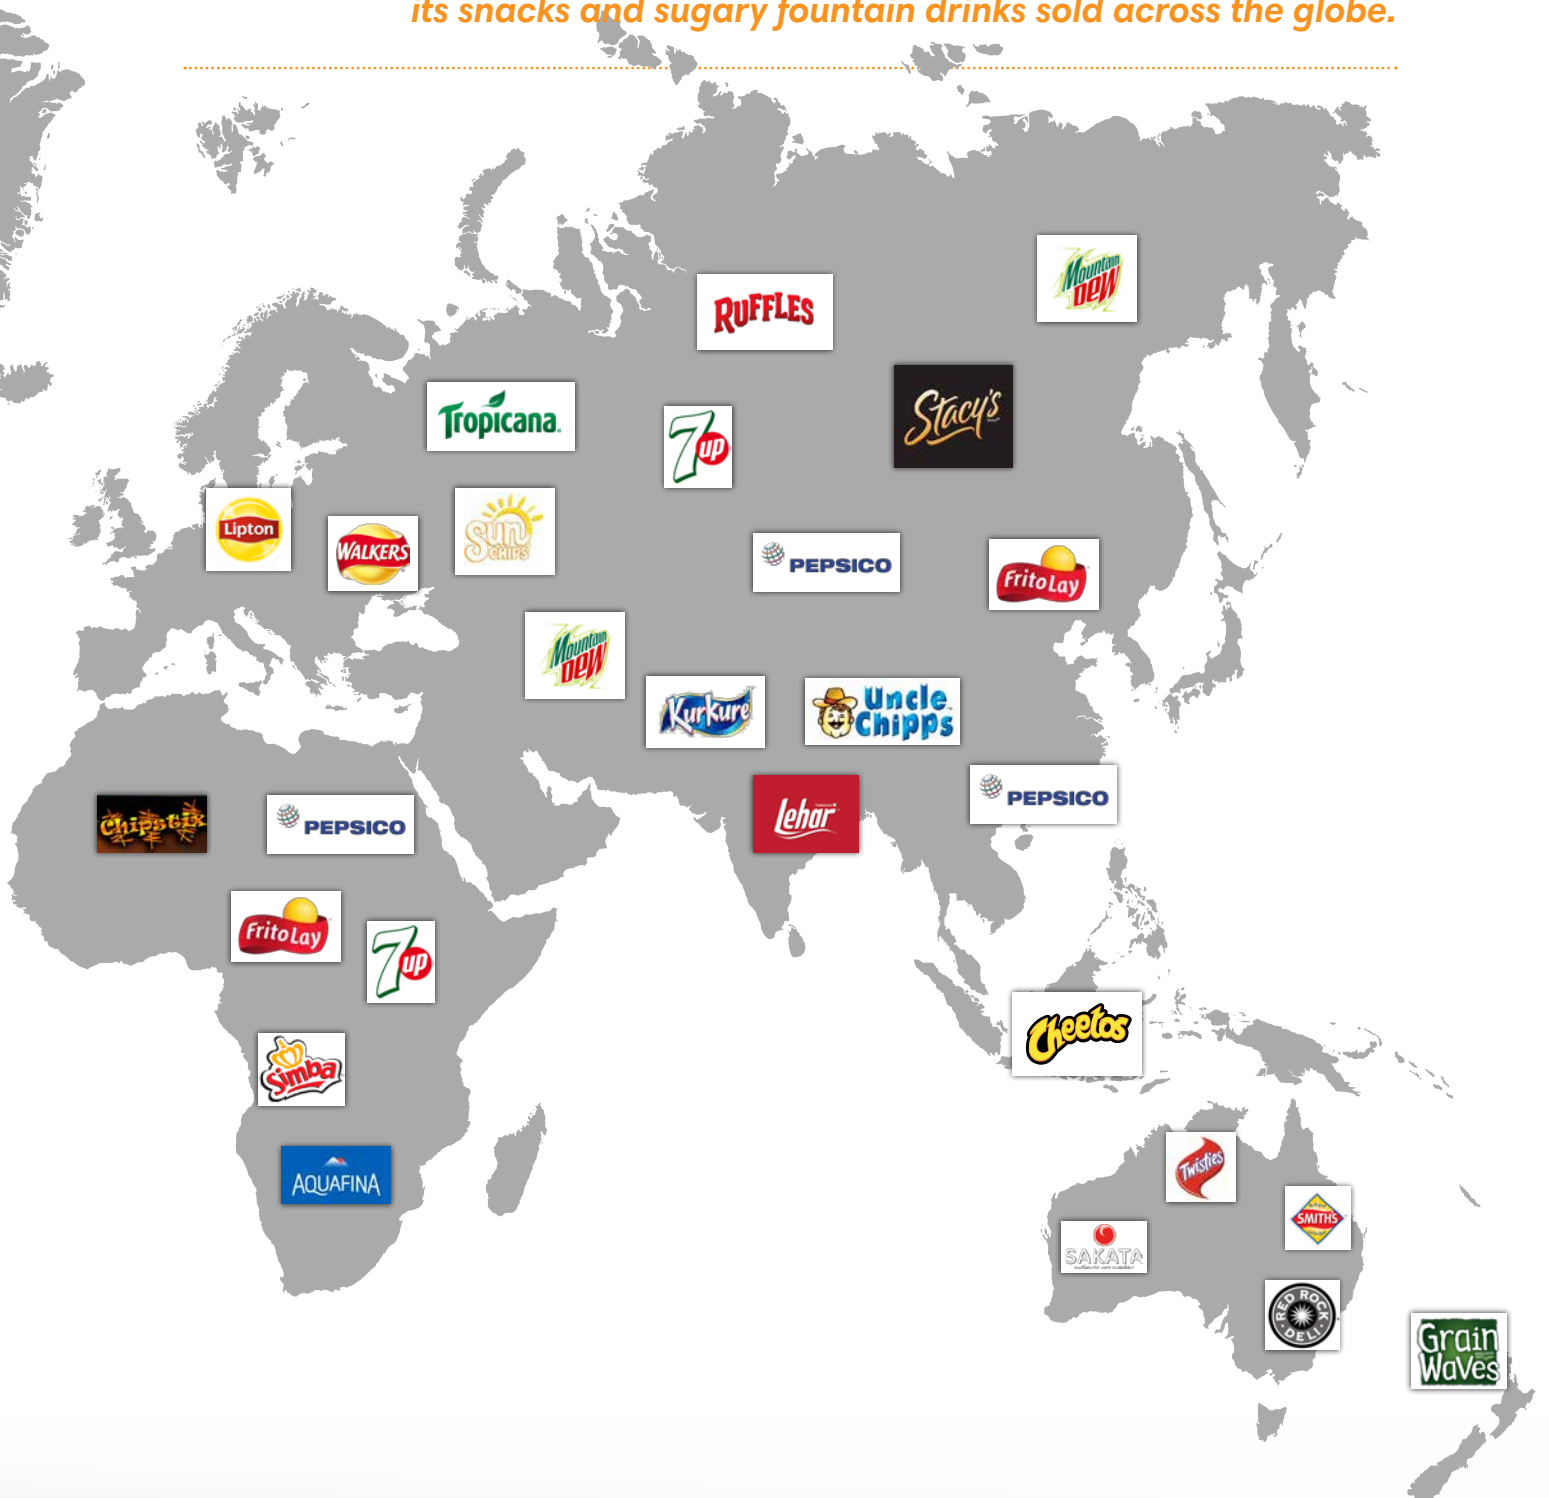 its snacks and sugary fountain drinks sold across the globe.
Mountain
DEW
RUFFLES
Stacy's
Tropicana
7up
Lipton
WALKERS
Sun
CHIPS
PEPSICO
FritoLay
Mountain
DEW
Kurkure
Uncle
Chipps
Lehar
PEPSICO
Chipstix
PEPSICO
FritoLay
7up
Cheetos
Simba
AQUAFINA
Twisties
SMITHS
SAKATA
RED ROCK
DELI
Grain
Waves